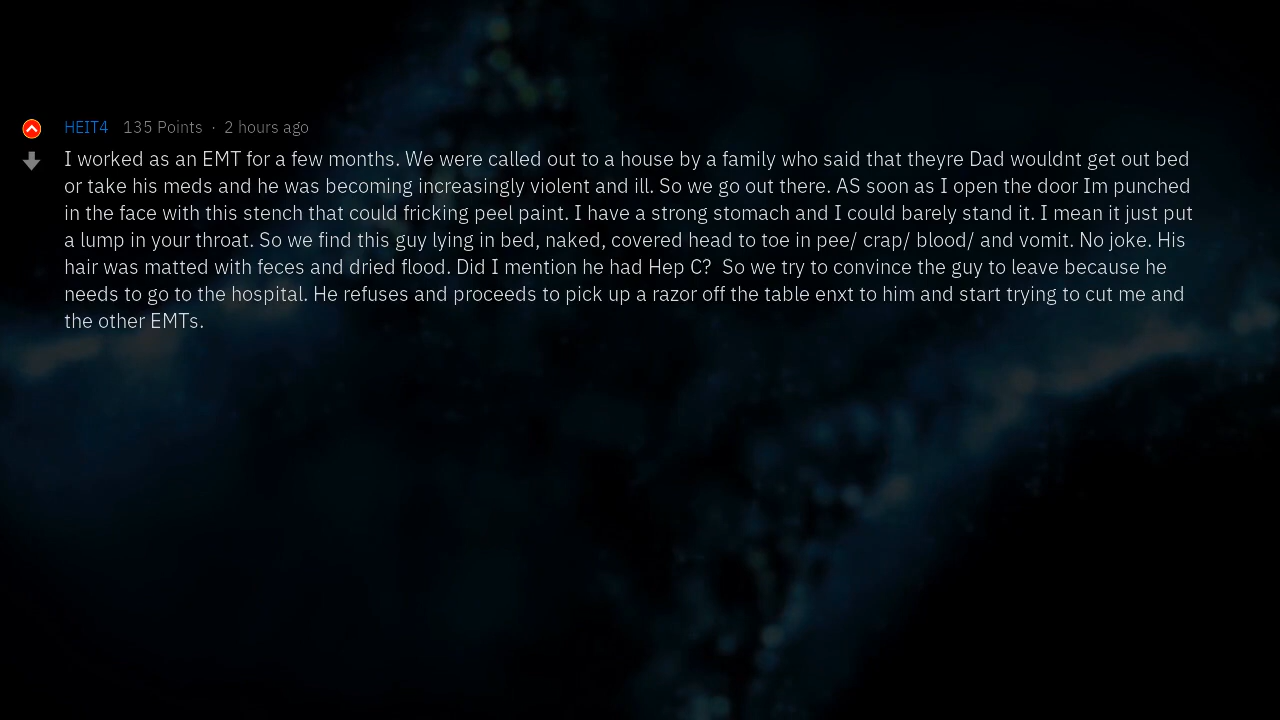 HEIT4 135 Points · 2 hours ago
I worked as an EMT for a few months. We were called out to a house by a family who said that theyre Dad wouldnt get out bed
or take his meds and he was becoming increasingly violent and ill. So we go out there. AS soon as I open the door Im punched
in the face with this stench that could fricking peel paint. I have a strong stomach and I could barely stand it. I mean it just put
a lump in your throat. So we find this guy lying in bed, naked, covered head to toe in pee/ crap/ blood/ and vomit. No joke. His
hair was matted with feces and dried flood. Did I mention he had Hep C?  So we try to convince the guy to leave because he
needs to go to the hospital. He refuses and proceeds to pick up a razor off the table enxt to him and start trying to cut me and
the other EMTs.